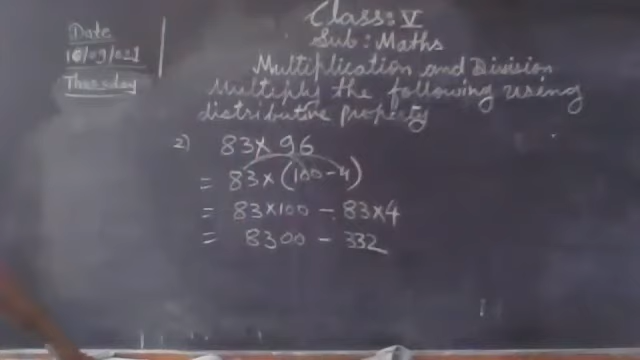 Date
16/09/021
Thursday
Class: V
Sub: Maths
Multiplication and Division
Multiply the following using
distributive property
2) 83 × 96
= 83 × (100 - 4)
= 83 × 100 - 83 × 4
= 8300 - 332